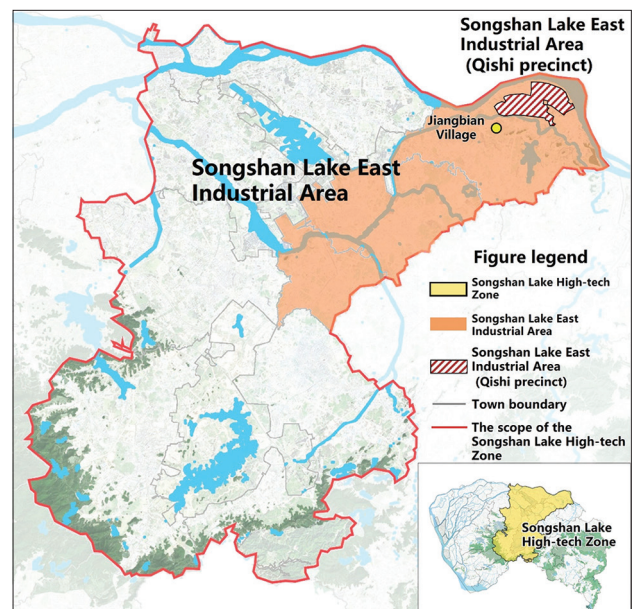 Songshan Lake East
Industrial Area
(Qishi precinct)
Jiangbian
Village
Songshan Lake East
Industrial Area
Figure legend
Songshan Lake High-tech
Zone
Songshan Lake East
Industrial Area
Songshan Lake East
Industrial Area
(Qishi precinct)
Town boundary
The scope of the
Songshan Lake High-tech
Zone
Songshan Lake
High-tech Zone